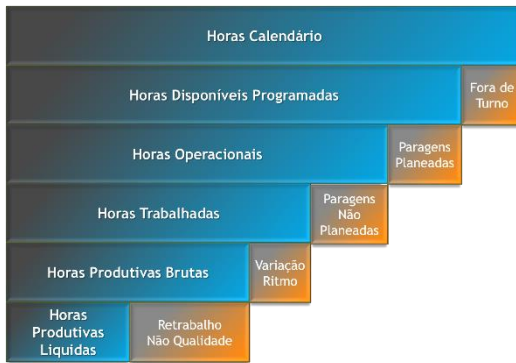 Horas Calendário
Horas Disponíveis Programadas
Fora de
Turno
Horas Operacionais
Paragens
Planeadas
Horas Trabalhadas
Paragens
Não
Planeadas
Horas Produtivas Brutas
Variação
Ritmo
Horas
Produtivas
Liquidas
Retrabalho
Não Qualidade